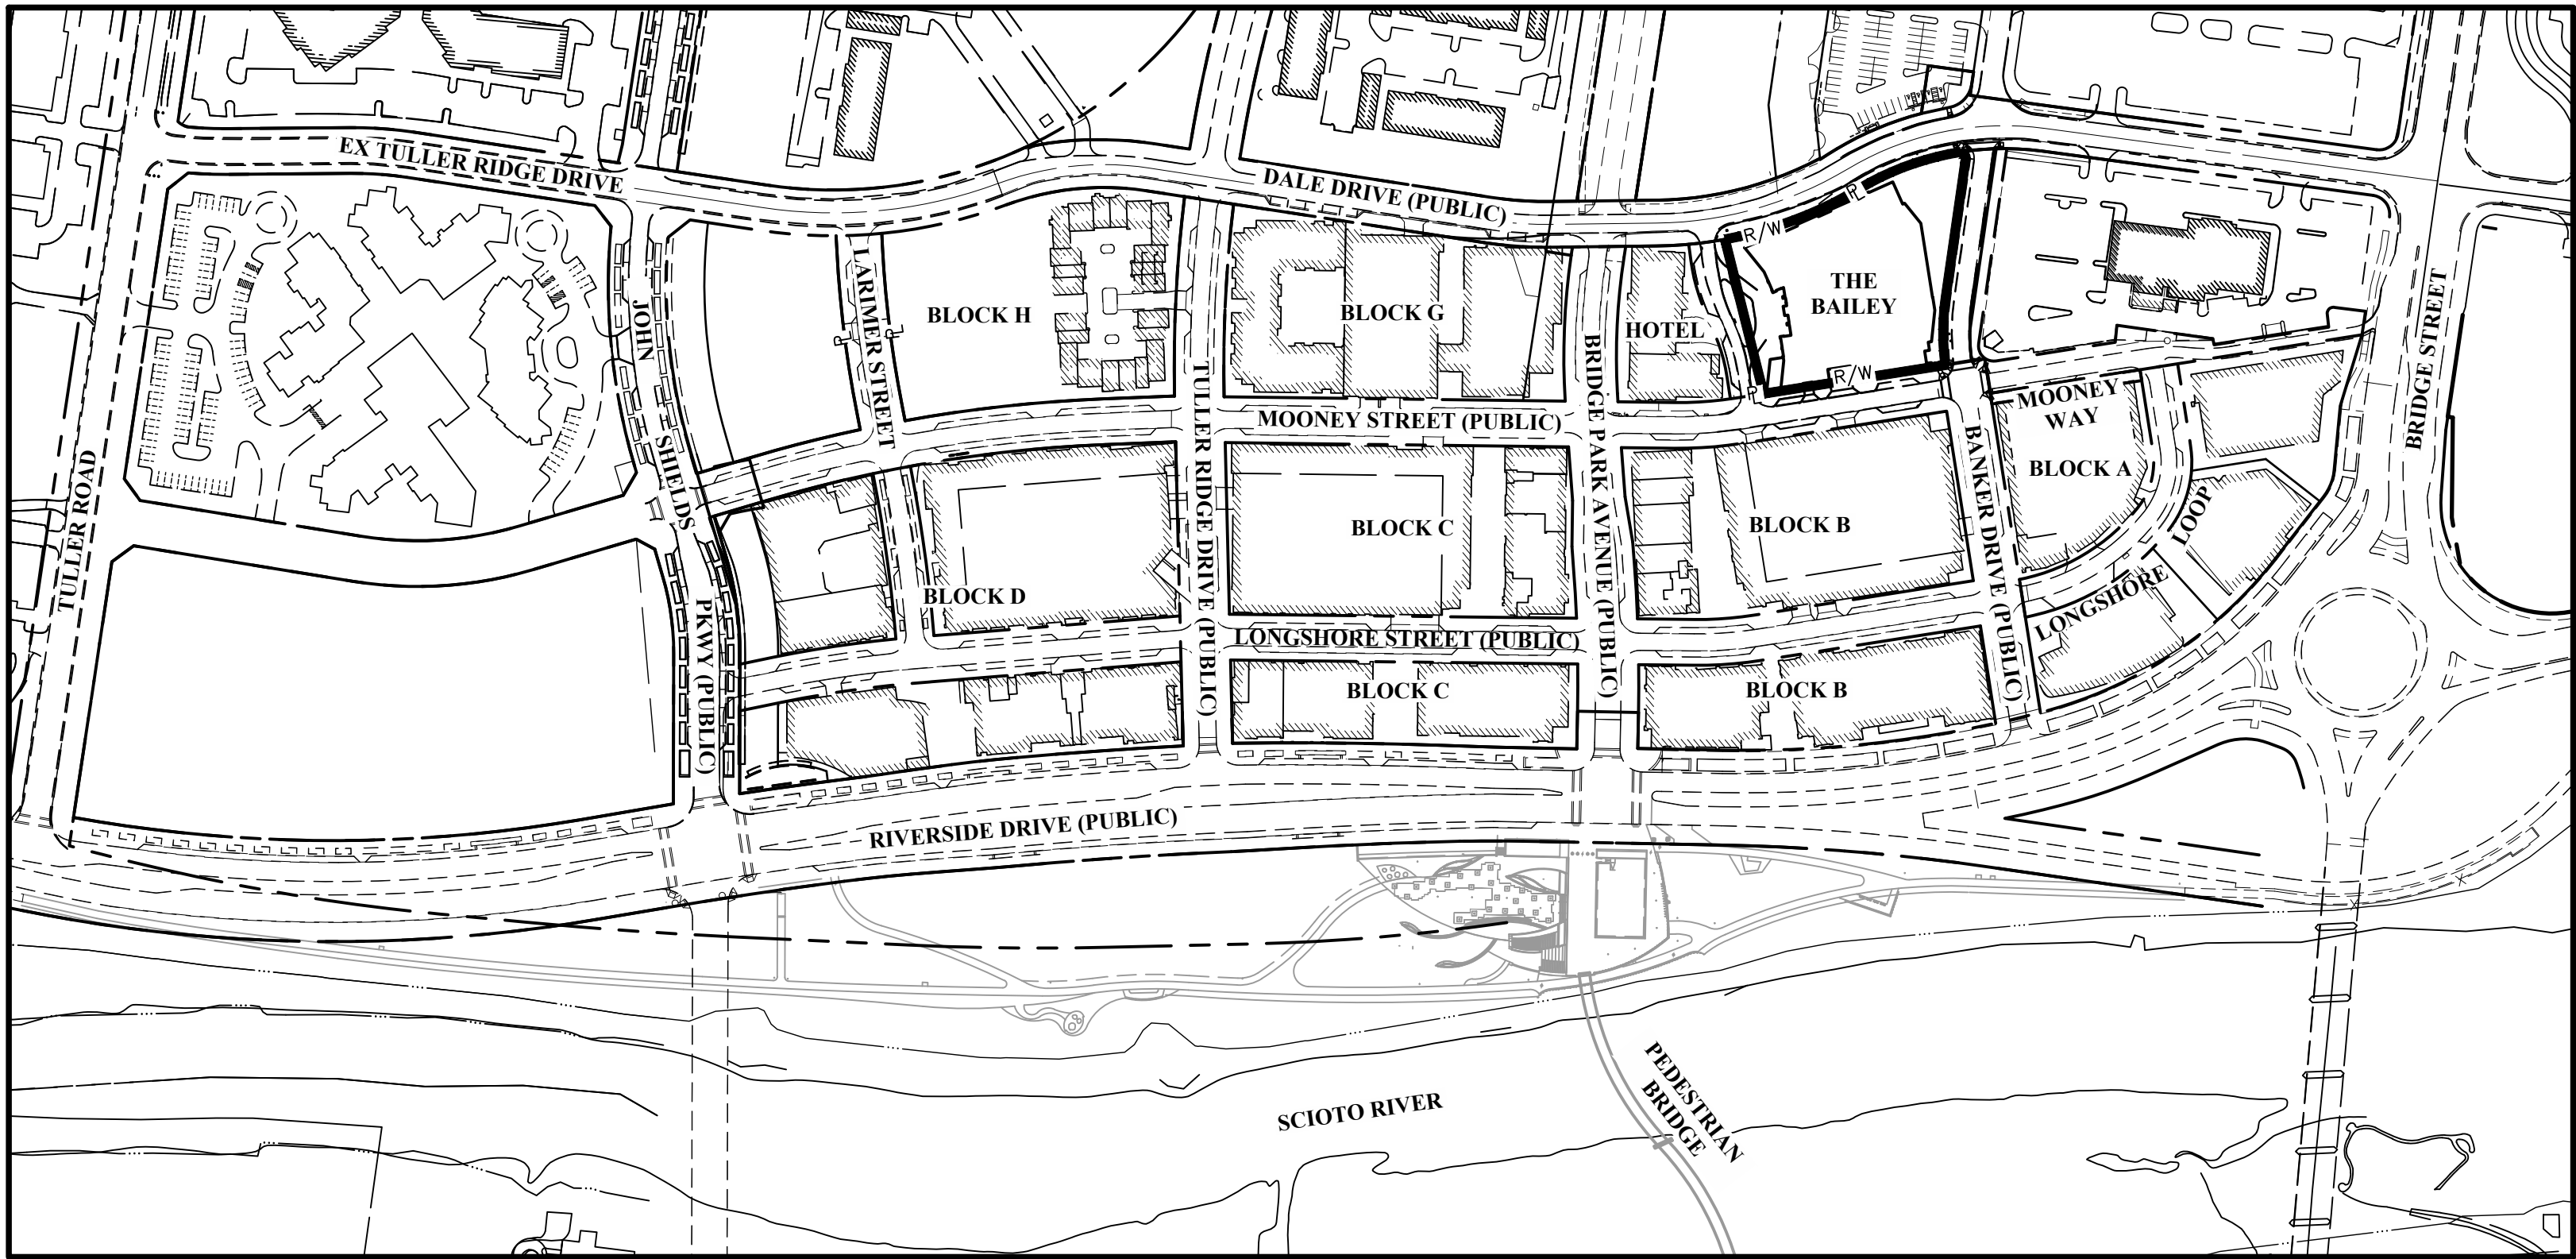 EX TULLER RIDGE DRIVE
DALE DRIVE (PUBLIC)
R/W
P
THE
BAILEY
R/W
P
HOTEL
BLOCK H
BLOCK G
JOHN
SHIELDS
PKWY (PUBLIC)
LARIMER STREET
TULLER RIDGE DRIVE (PUBLIC)
BRIDGE PARK AVENUE (PUBLIC)
BANKER DRIVE (PUBLIC)
BRIDGE STREET
TULLER ROAD
MOONEY STREET (PUBLIC)
MOONEY
WAY
BLOCK A
BLOCK D
BLOCK C
BLOCK B
LONGSHORE
LOOP
LONGSHORE STREET (PUBLIC)
BLOCK C
BLOCK B
RIVERSIDE DRIVE (PUBLIC)
SCIOTO RIVER
PEDESTRIAN
BRIDGE